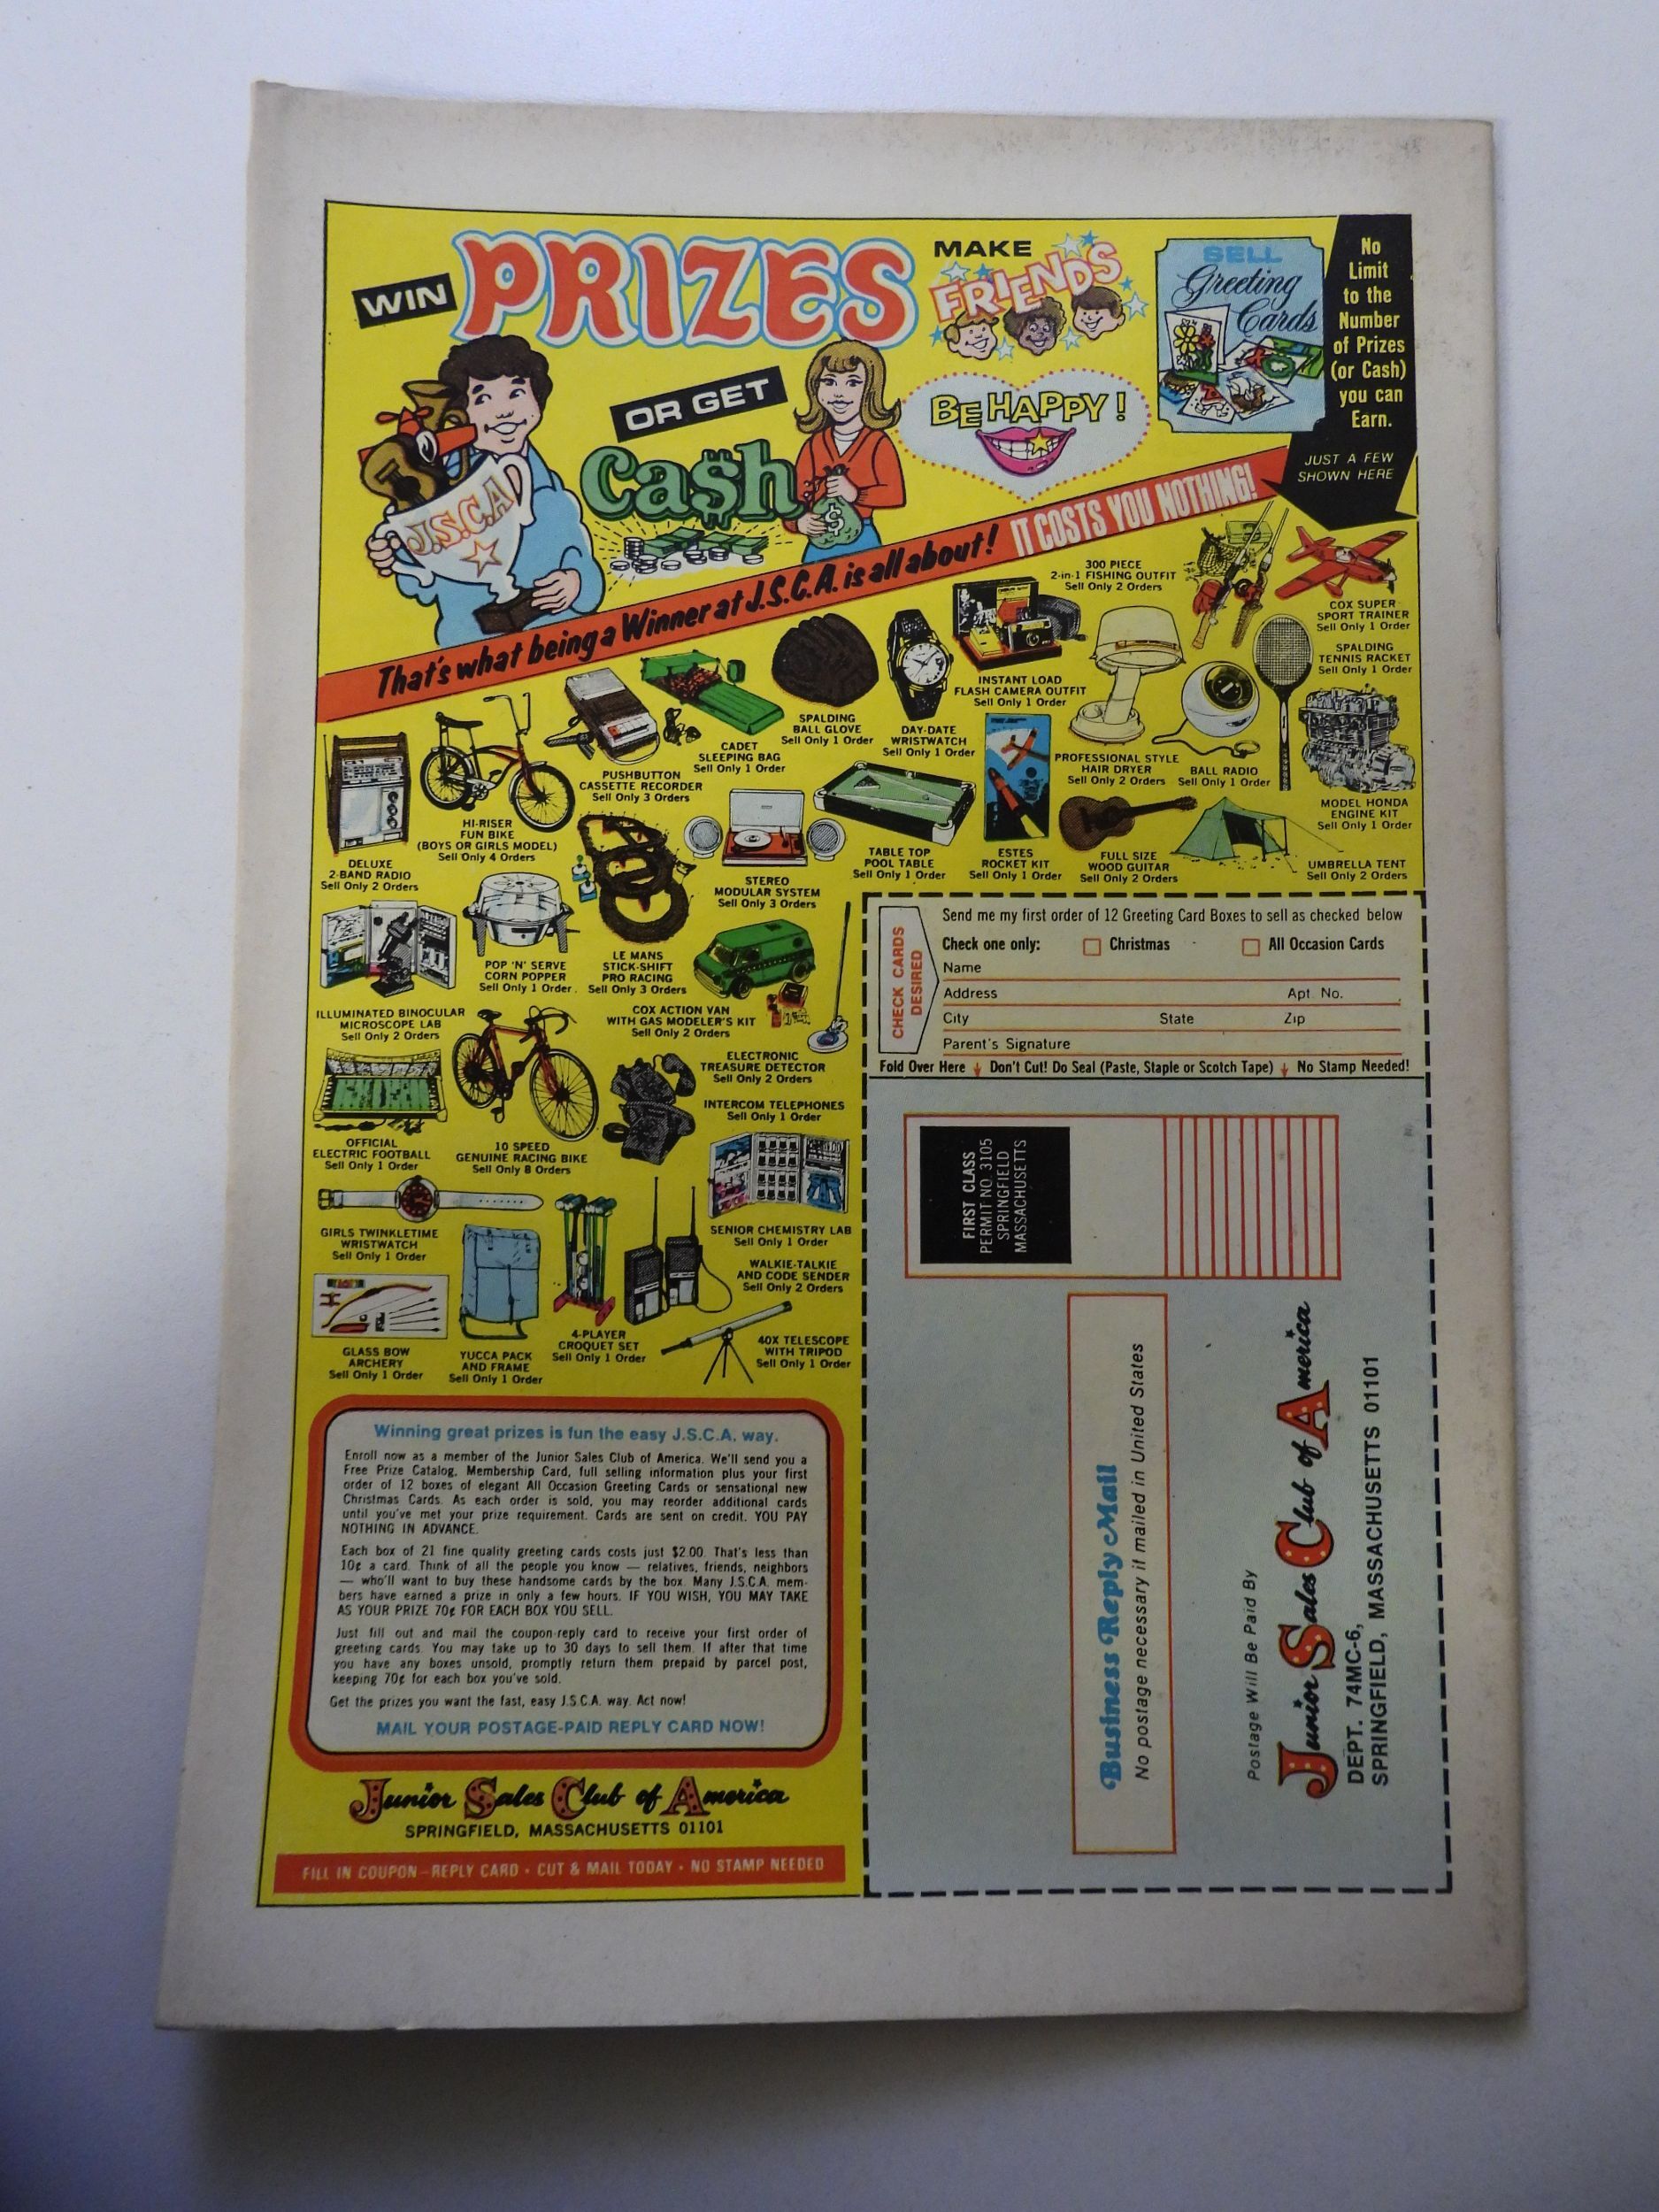 WIN
PRIZES
MAKE
FRIENDS
SELL
Greeting
Cards
No
Limit
to the
Number
of Prizes
(or Cash)
you can
Earn.
JUST A FEW
SHOWN HERE
OR GET
Ca$h
BE HAPPY!
J.S.C.A
$
That's what being a Winner at J.S.C.A. is all about! IT COSTS YOU NOTHING!
300 PIECE
2-in-1 FISHING OUTFIT
Sell Only 2 Orders
COX SUPER
SPORT TRAINER
Sell Only 1 Order
SPALDING
TENNIS RACKET
Sell Only 1 Order
INSTANT LOAD
FLASH CAMERA OUTFIT
Sell Only 1 Order
SPALDING
BALL GLOVE
Sell Only 1 Order
DAY-DATE
WRISTWATCH
Sell Only 1 Order
CADET
SLEEPING BAG
Sell Only 1 Order
PUSHBUTTON
CASSETTE RECORDER
Sell Only 3 Orders
PROFESSIONAL STYLE
HAIR DRYER
Sell Only 2 Orders
BALL RADIO
Sell Only 1 Order
MODEL HONDA
ENGINE KIT
Sell Only 1 Order
HI-RISER
FUN BIKE
(BOYS OR GIRLS MODEL)
Sell Only 4 Orders
DELUXE
2-BAND RADIO
Sell Only 2 Orders
STEREO
MODULAR SYSTEM
Sell Only 3 Orders
TABLE TOP
POOL TABLE
Sell Only 1 Order
ESTES
ROCKET KIT
Sell Only 1 Order
FULL SIZE
WOOD GUITAR
Sell Only 2 Orders
UMBRELLA TENT
Sell Only 2 Orders
POP 'N' SERVE
CORN POPPER
Sell Only 1 Order
LE MANS
STICK-SHIFT
PRO RACING
Sell Only 3 Orders
ILLUMINATED BINOCULAR
MICROSCOPE LAB
Sell Only 2 Orders
COX ACTION VAN
WITH GAS MODELER'S KIT
Sell Only 2 Orders
ELECTRONIC
TREASURE DETECTOR
Sell Only 2 Orders
INTERCOM TELEPHONES
Sell Only 1 Order
OFFICIAL
ELECTRIC FOOTBALL
Sell Only 1 Order
10 SPEED
GENUINE RACING BIKE
Sell Only 8 Orders
GIRLS TWINKLETIME
WRISTWATCH
Sell Only 1 Order
SENIOR CHEMISTRY LAB
Sell Only 1 Order
WALKIE-TALKIE
AND CODE SENDER
Sell Only 2 Orders
GLASS BOW
ARCHERY
Sell Only 1 Order
YUCCA PACK
AND FRAME
Sell Only 1 Order
4-PLAYER
CROQUET SET
Sell Only 1 Order
40X TELESCOPE
WITH TRIPOD
Sell Only 1 Order
Winning great prizes is fun the easy J.S.C.A. way.
Enroll now as a member of the Junior Sales Club of America. We'll send you a
Free Prize Catalog, Membership Card, full selling information plus your first
order of 12 boxes of elegant All Occasion Greeting Cards or sensational new
Christmas Cards. As each order is sold, you may reorder additional cards
until you've met your prize requirement. Cards are sent on credit. YOU PAY
NOTHING IN ADVANCE.
Each box of 21 fine quality greeting cards costs just $2.00. That's less than
10¢ a card. Think of all the people you know — relatives, friends, neighbors
— who'll want to buy these handsome cards by the box. Many J.S.C.A. mem-
bers have earned a prize in only a few hours. IF YOU WISH, YOU MAY TAKE
AS YOUR PRIZE 70¢ FOR EACH BOX YOU SELL.
Just fill out and mail the coupon-reply card to receive your first order of
greeting cards. You may take up to 30 days to sell them. If after that time
you have any boxes unsold, promptly return them prepaid by parcel post,
keeping 70¢ for each box you've sold.
Get the prizes you want the fast, easy J.S.C.A. way. Act now!
MAIL YOUR POSTAGE-PAID REPLY CARD NOW!
Junior Sales Club of America
SPRINGFIELD, MASSACHUSETTS 01101
FILL IN COUPON—REPLY CARD • CUT & MAIL TODAY • NO STAMP NEEDED
CHECK CARDS
DESIRED
Send me my first order of 12 Greeting Card Boxes to sell as checked below
Check one only: Christmas All Occasion Cards
Name
Address Apt. No.
City State Zip
Parent's Signature
Fold Over Here Don't Cut! Do Seal (Paste, Staple or Scotch Tape) No Stamp Needed!
FIRST CLASS
PERMIT NO. 3105
SPRINGFIELD
MASSACHUSETTS
Business Reply Mail
No postage necessary if mailed in United States
Postage Will Be Paid By
Junior Sales Club of America
DEPT. 74MC-6,
SPRINGFIELD, MASSACHUSETTS 01101